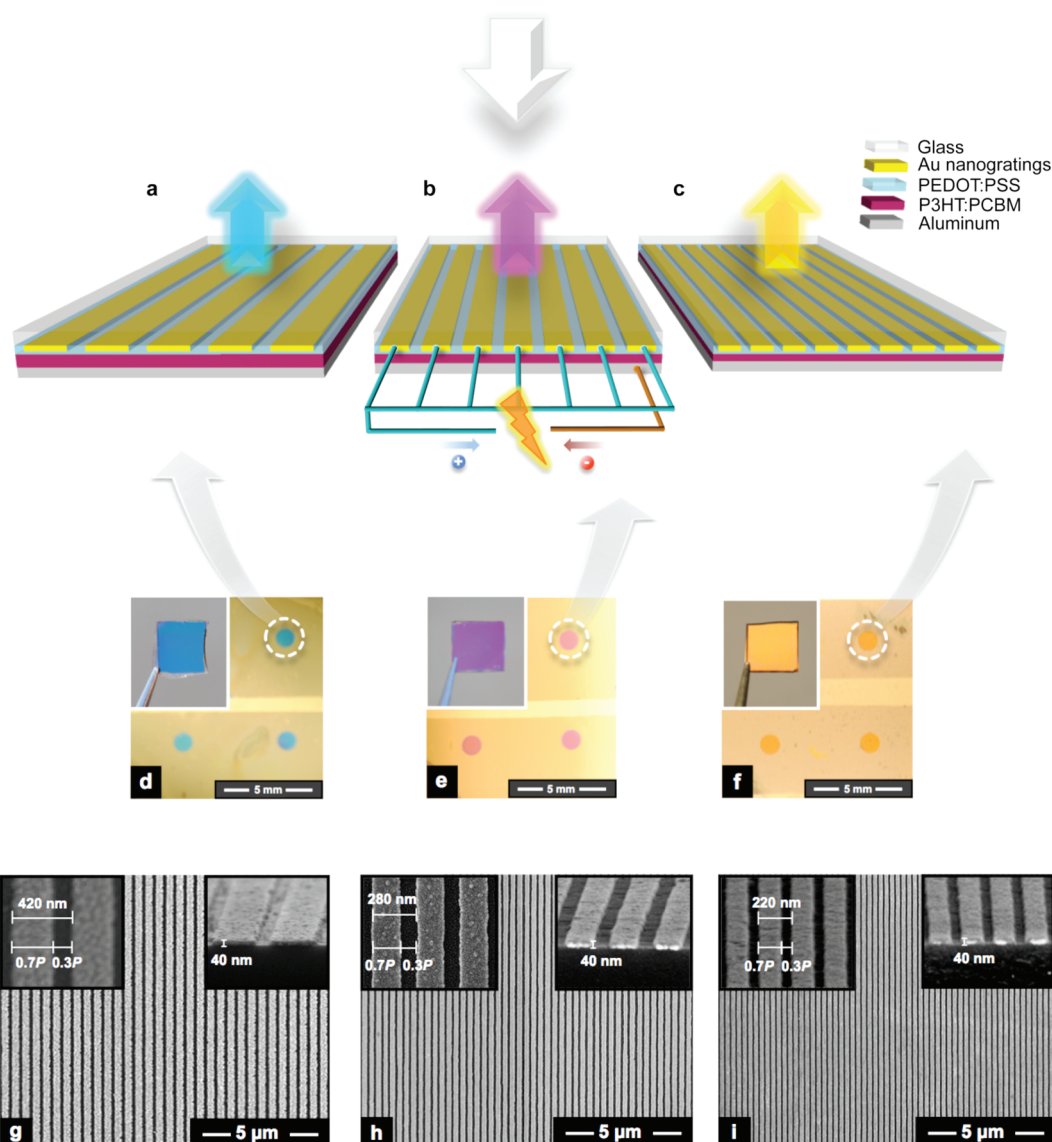 Glass
Au nanogratings
PEDOT:PSS
P3HT:PCBM
Aluminum
a
b
c
+
-
d
5 mm
e
5 mm
f
5 mm
420 nm
0.7P
0.3P
40 nm
g
5 µm
280 nm
0.7P
0.3P
40 nm
h
5 µm
220 nm
0.7P
0.3P
40 nm
i
5 µm